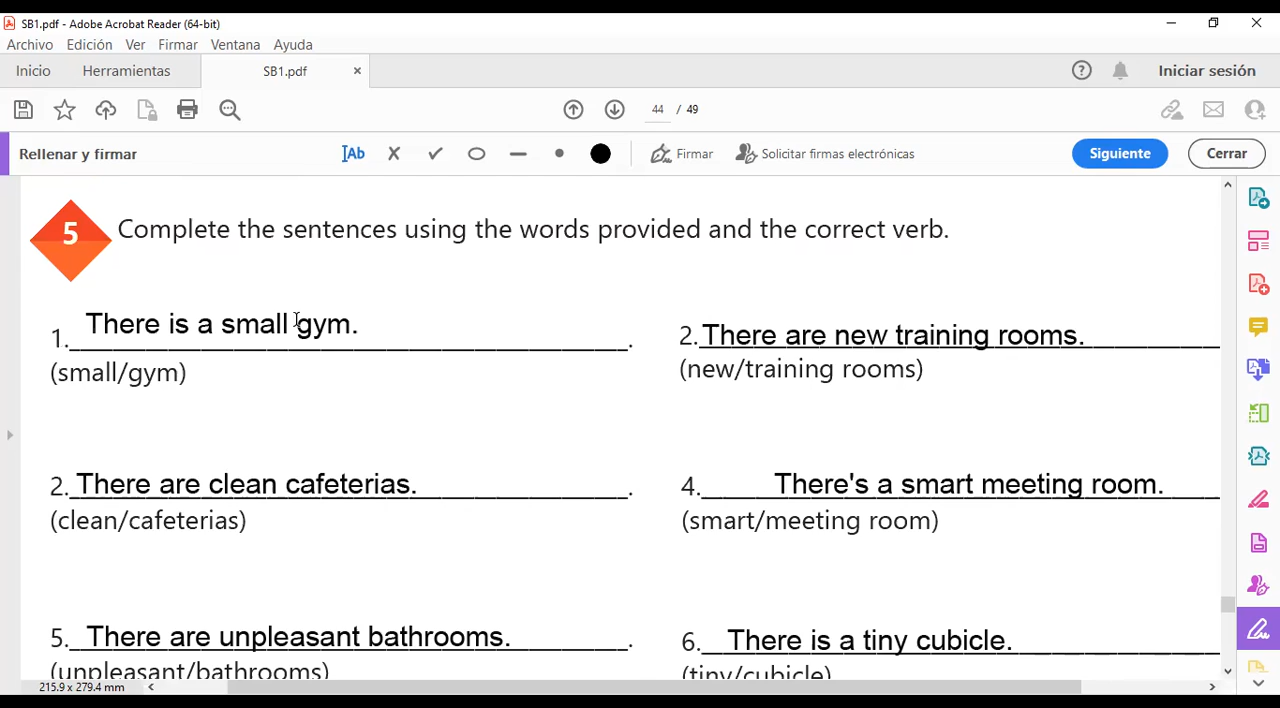 SB1.pdf - Adobe Acrobat Reader (64-bit)
Archivo Edición Ver Firmar Ventana Ayuda
Inicio Herramientas SB1.pdf × Iniciar sesión
44 / 49
Rellenar y firmar Ab Firmar Solicitar firmas electrónicas Siguiente Cerrar
5 Complete the sentences using the words provided and the correct verb.
1.There is a small gym. .
(small/gym)
2.There are new training rooms.
(new/training rooms)
2.There are clean cafeterias. .
(clean/cafeterias)
4. There's a smart meeting room.
(smart/meeting room)
5. There are unpleasant bathrooms. .
(unpleasant/bathrooms)
6. There is a tiny cubicle.
(tiny/cubicle)
215.9 x 279.4 mm